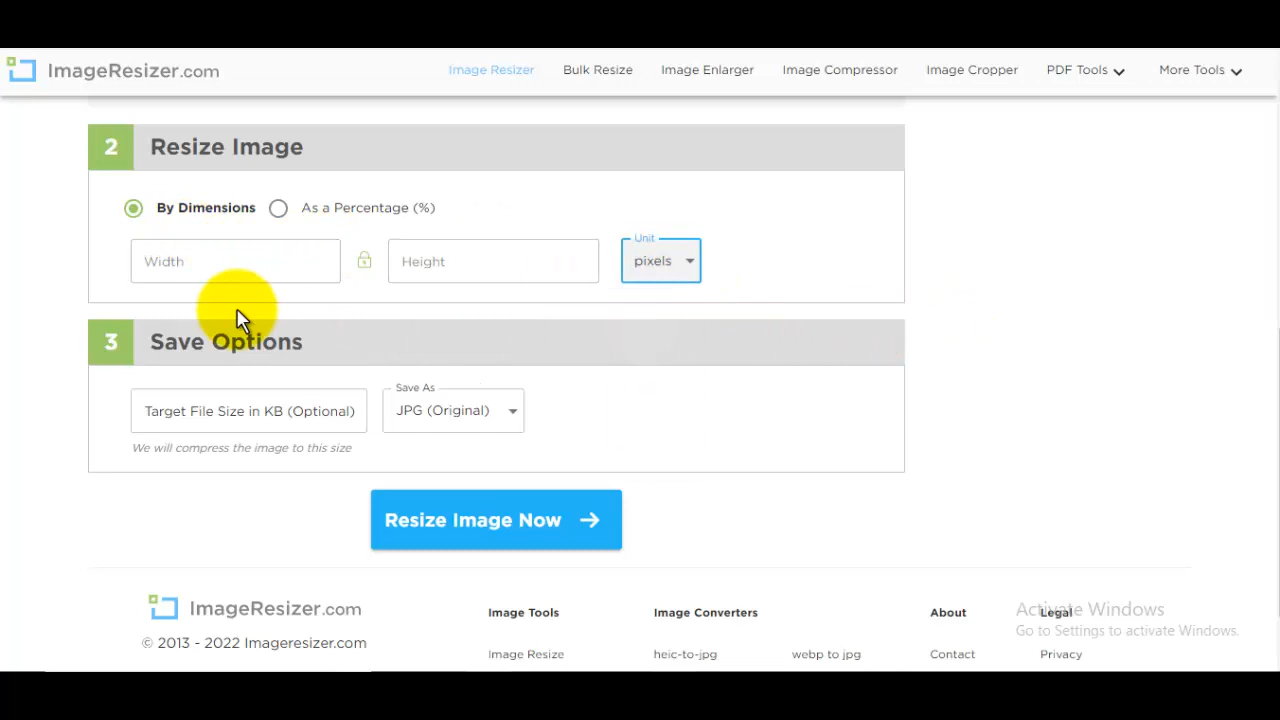 ImageResizer.com
Image Resizer
Bulk Resize
Image Enlarger
Image Compressor
Image Cropper
PDF Tools
More Tools
2
Resize Image
By Dimensions
As a Percentage (%)
Width
Height
Unit
pixels
3
Save Options
Target File Size in KB (Optional)
Save As
JPG (Original)
We will compress the image to this size
Resize Image Now
ImageResizer.com
© 2013 - 2022 Imageresizer.com
Image Tools
Image Resize
Image Converters
heic-to-jpg
webp to jpg
About
Contact
Legal
Privacy
Activate Windows
Go to Settings to activate Windows.